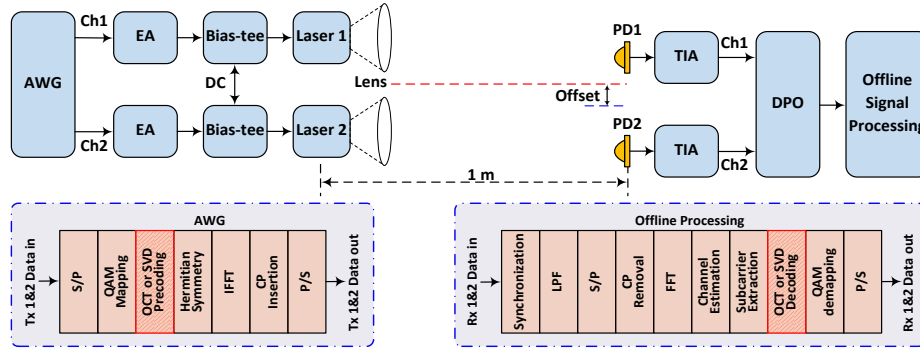 AWG
Ch1
Ch2
EA
EA
Bias-tee
DC
Bias-tee
Laser 1
Laser 2
Lens
Offset
PD1
PD2
TIA
TIA
Ch1
Ch2
DPO
Offline
Signal
Processing
1 m
AWG
Tx 1&2 Data in
S/P
QAM
Mapping
OCT or SVD
Precoding
Hermitian
Symmetry
IFFT
CP
Insertion
P/S
Tx 1&2 Data out
Offline Processing
Rx 1&2 Data in
Synchronization
LPF
S/P
CP
Removal
FFT
Channel
Estimation
Subcarrier
Extraction
OCT or SVD
Decoding
QAM
demapping
P/S
Rx 1&2 Data out